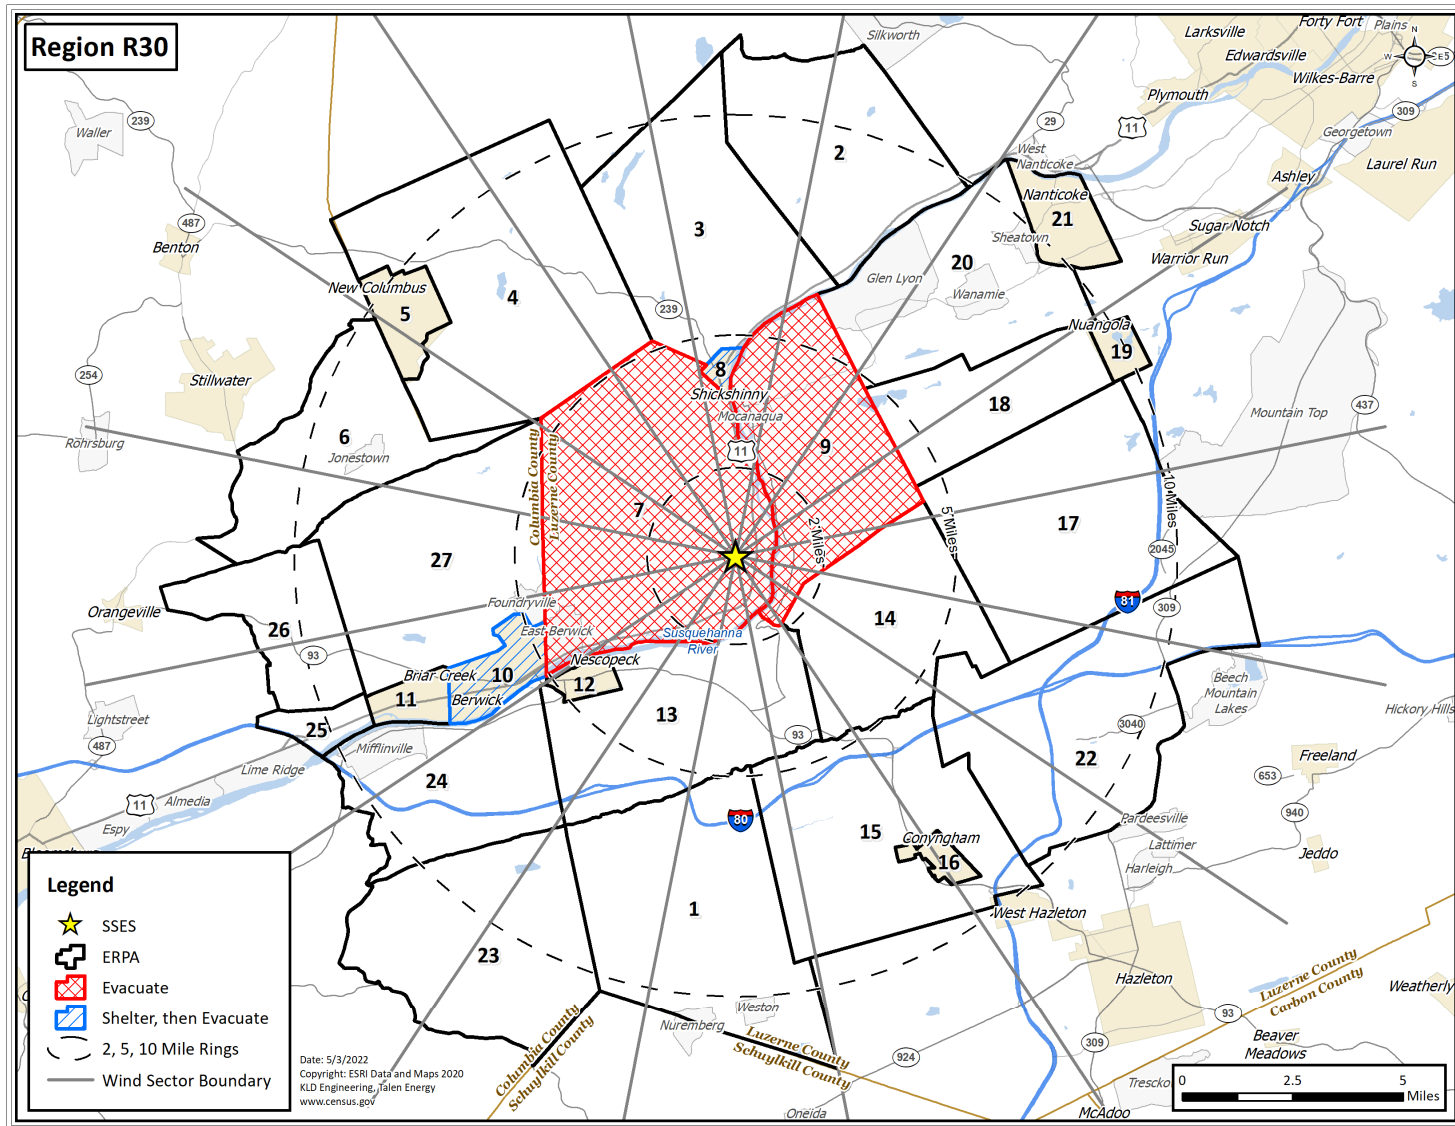 Region R30
Silkworth
Larksville
Forty Fort
Plains
N
W
E
S
Edwardsville
Wilkes-Barre
Plymouth
309
Georgetown
Waller
239
29
11
West
Nanticoke
Laurel Run
Ashley
2
Nanticoke
21
487
Benton
3
Sugar Notch
Sheatown
Warrior Run
20
Glen Lyon
Wanamie
New Columbus
5
4
239
Nuangola
19
254
Stillwater
8
Shickshinny
Mocanaqua
18
437
Mountain Top
Rohrsburg
6
Jonestown
Columbia County
Luzerne County
11
9
10 Miles
7
5 Miles
17
2 Miles
27
2045
Orangeville
Foundryville
81
309
26
East Berwick
Susquehanna
River
14
93
Nescopeck
Briar Creek
10
12
11
Berwick
Beech
Mountain
Lakes
Lightstreet
25
13
Hickory Hills
487
Mifflinville
93
3040
22
Freeland
Lime Ridge
24
653
11
Almedia
940
Espy
80
Pardeesville
15
Conyngham
16
Lattimer
Harleigh
Jeddo
Legend
SSES
ERPA
Evacuate
Shelter, then Evacuate
2, 5, 10 Mile Rings
Wind Sector Boundary
1
West Hazleton
23
Hazleton
Luzerne County
Carbon County
Weatherly
Weston
Nuremberg
93
Columbia County
Schuylkill County
Luzerne County
Schuylkill County
924
309
Beaver
Meadows
Date: 5/3/2022
Copyright: ESRI Data and Maps 2020
KLD Engineering, Talen Energy
www.census.gov
0
2.5
5
Miles
Oneida
McAdoo